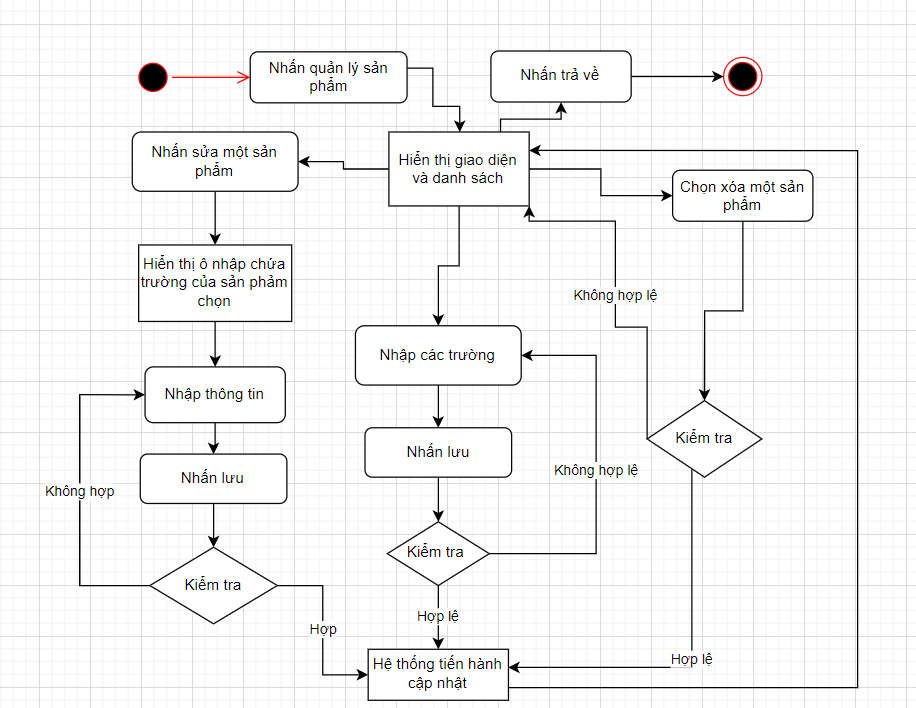 Nhấn quản lý sản
phẩm
Nhấn trả về
Nhấn sửa một sản
phẩm
Hiển thị giao diện
và danh sách
Chọn xóa một sản
phẩm
Hiển thị ô nhập chứa
trường của sản phảm
chọn
Không hợp lệ
Nhập các trường
Nhập thông tin
Kiểm tra
Nhấn lưu
Không hợp lệ
Nhấn lưu
Không hợp
Kiểm tra
Kiểm tra
Hợp lệ
Hợp
Hệ thống tiến hành
cập nhật
Hợp lệ